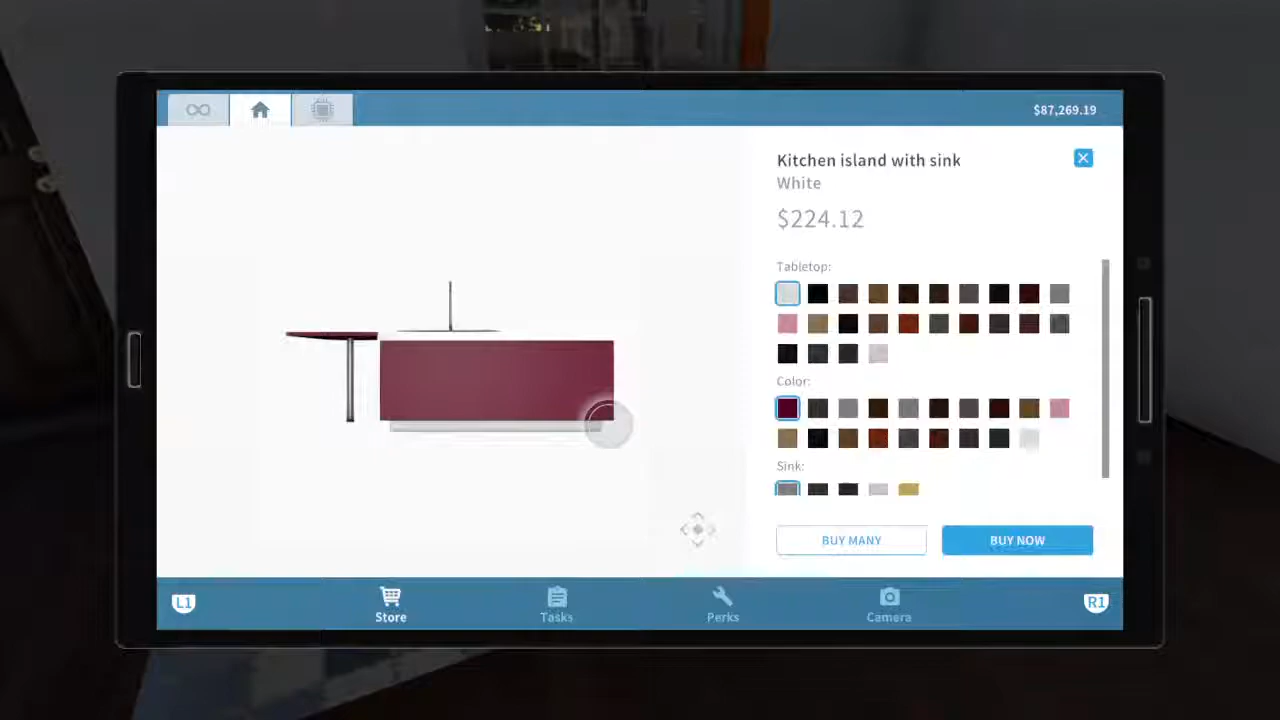 $87,269.19
Kitchen island with sink
White
$224.12
Tabletop:
Color:
Sink:
BUY MANY
BUY NOW
L1
Store
Tasks
Perks
Camera
R1